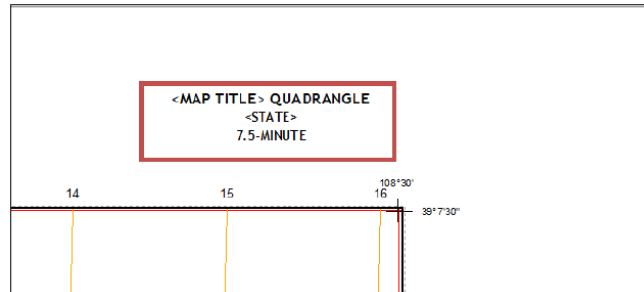 <MAP TITLE> QUADRANGLE
<STATE>
7.5-MINUTE
108°30'
14 15 16
39°7'30"